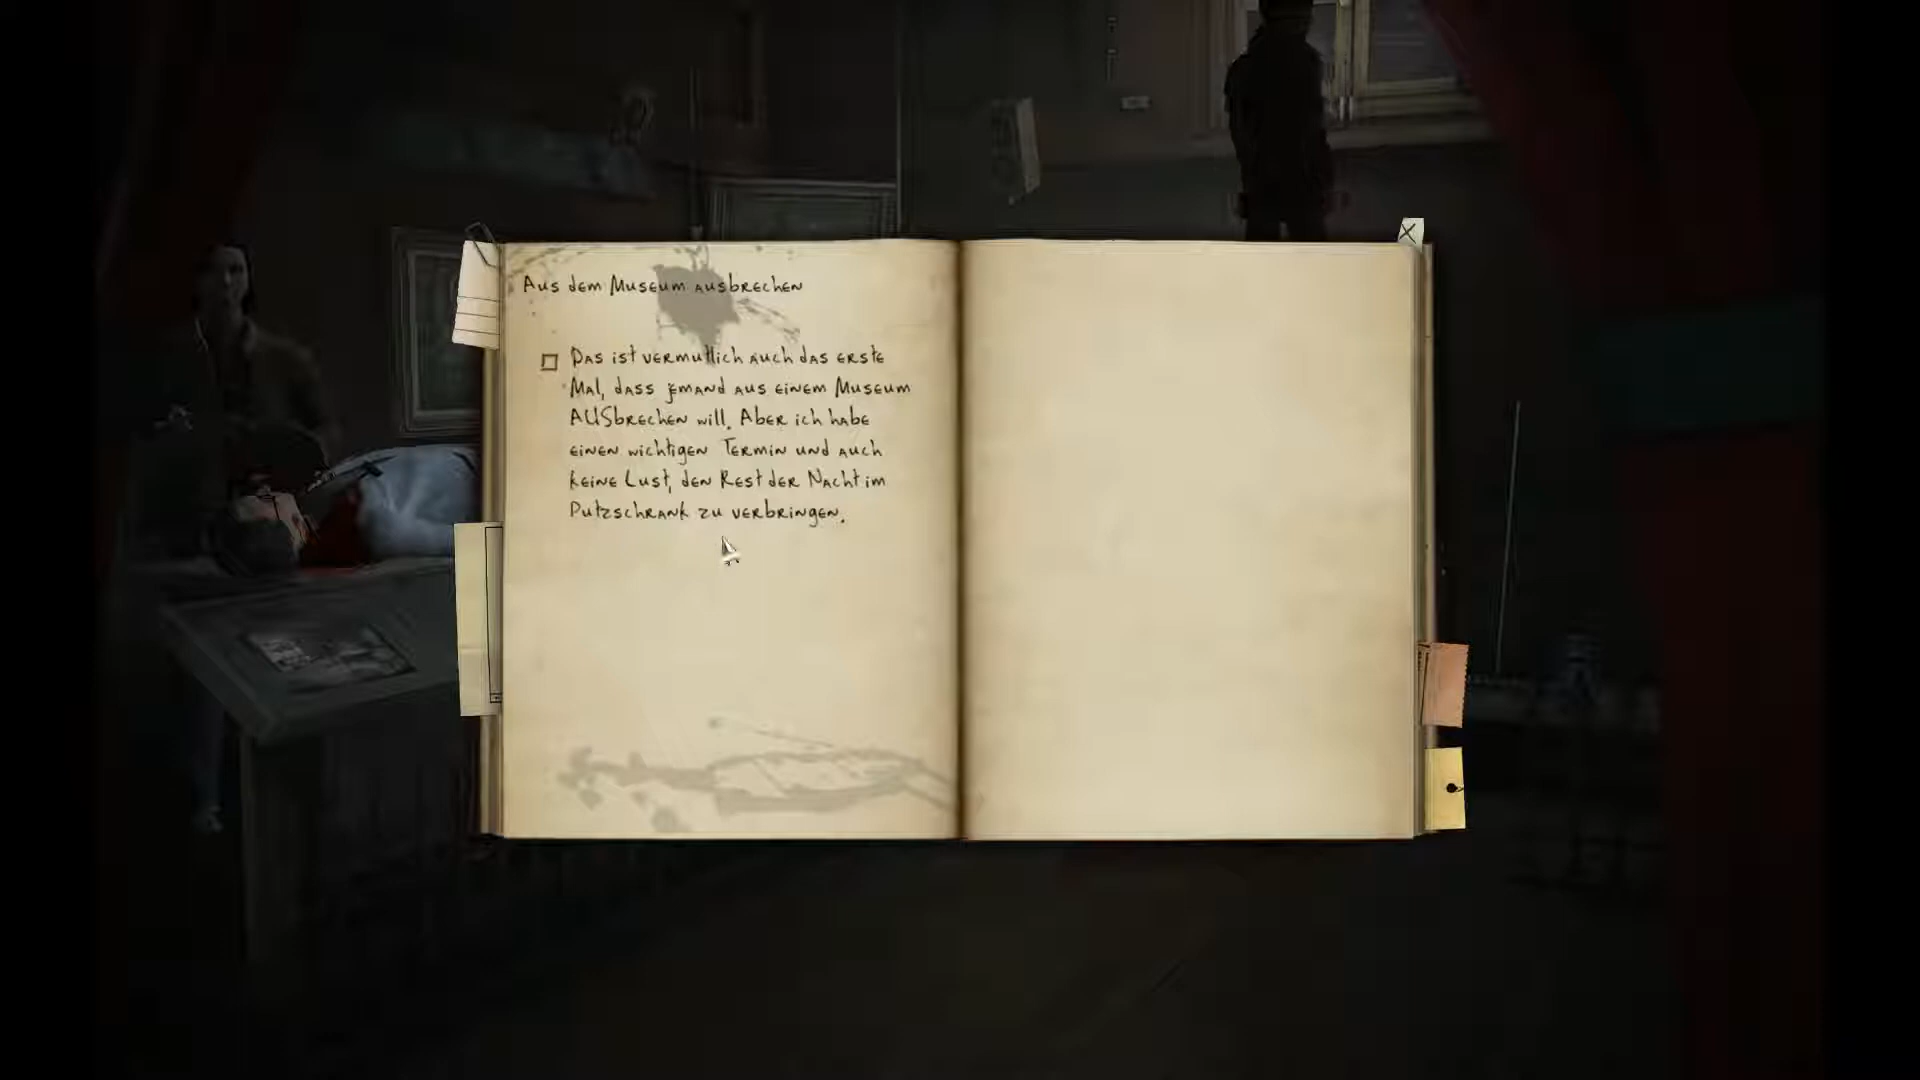 Aus dem Museum ausbrechen
Das ist vermutlich auch das erste
Mal, dass jemand aus einem Museum
AUSbrechen will. Aber ich habe
einen wichtigen Termin und auch
keine Lust, den Rest der Nacht im
Putzschrank zu verbringen.